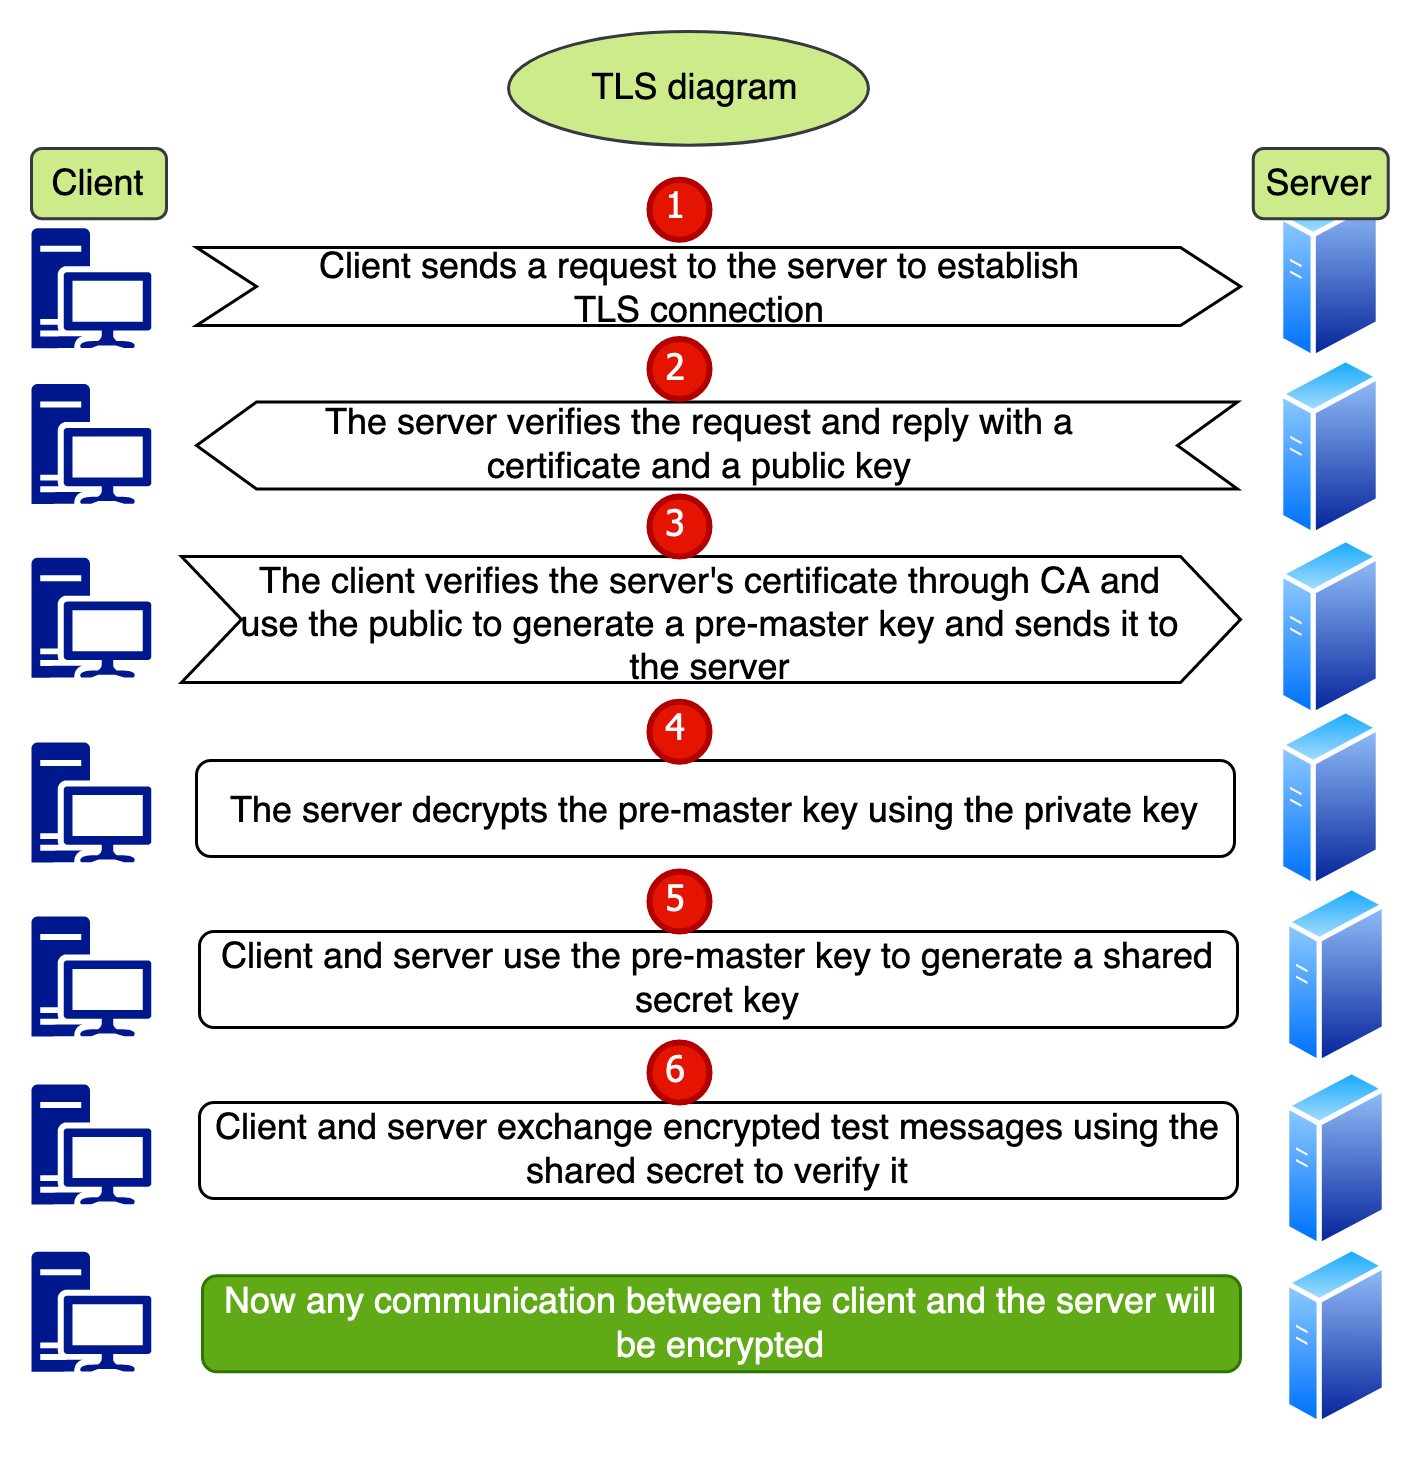 TLS diagram
Client
Server
1
Client sends a request to the server to establish
TLS connection
2
The server verifies the request and reply with a
certificate and a public key
3
The client verifies the server's certificate through CA and
use the public to generate a pre-master key and sends it to
the server
4
The server decrypts the pre-master key using the private key
5
Client and server use the pre-master key to generate a shared
secret key
6
Client and server exchange encrypted test messages using the
shared secret to verify it
Now any communication between the client and the server will
be encrypted